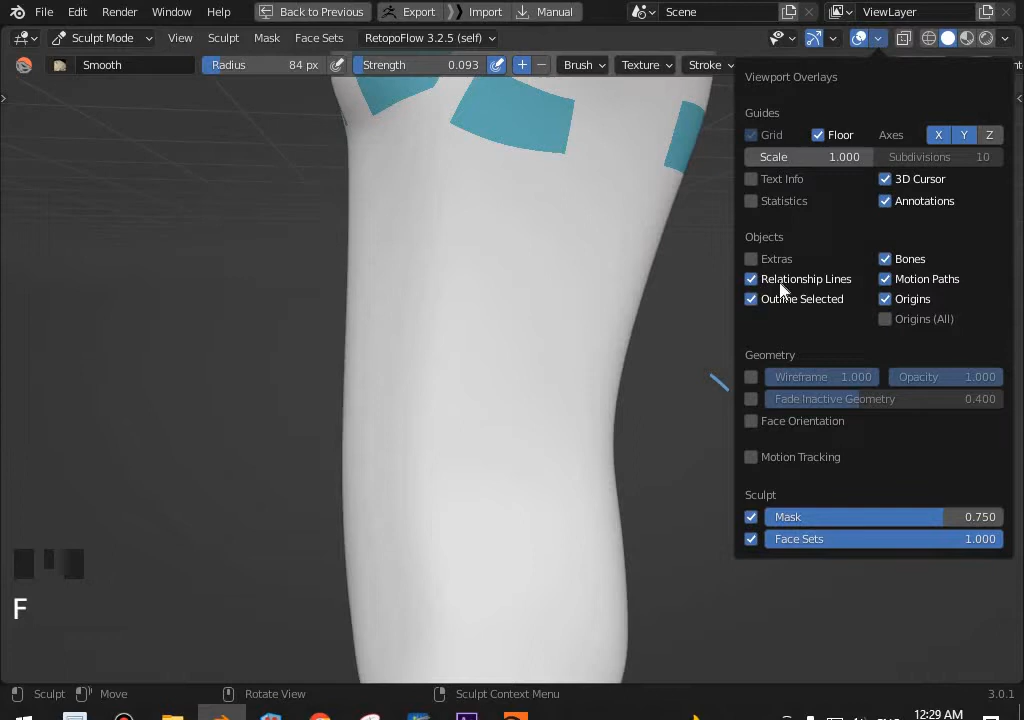 File Edit Render Window Help Back to Previous Export Import Manual Scene ViewLayer
Sculpt Mode View Sculpt Mask Face Sets RetopoFlow 3.2.5 (self)
Smooth Radius 84 px Strength 0.093 + − Brush Texture Stroke
Viewport Overlays
Guides
Grid Floor Axes X Y Z
Scale 1.000 Subdivisions 10
Text Info 3D Cursor
Statistics Annotations
Objects
Extras Bones
Relationship Lines Motion Paths
Outline Selected Origins
Origins (All)
Geometry
Wireframe 1.000 Opacity 1.000
Fade Inactive Geometry 0.400
Face Orientation
Motion Tracking
Sculpt
Mask 0.750
Face Sets 1.000
F
Sculpt Move Rotate View Sculpt Context Menu 3.0.1
12:29 AM